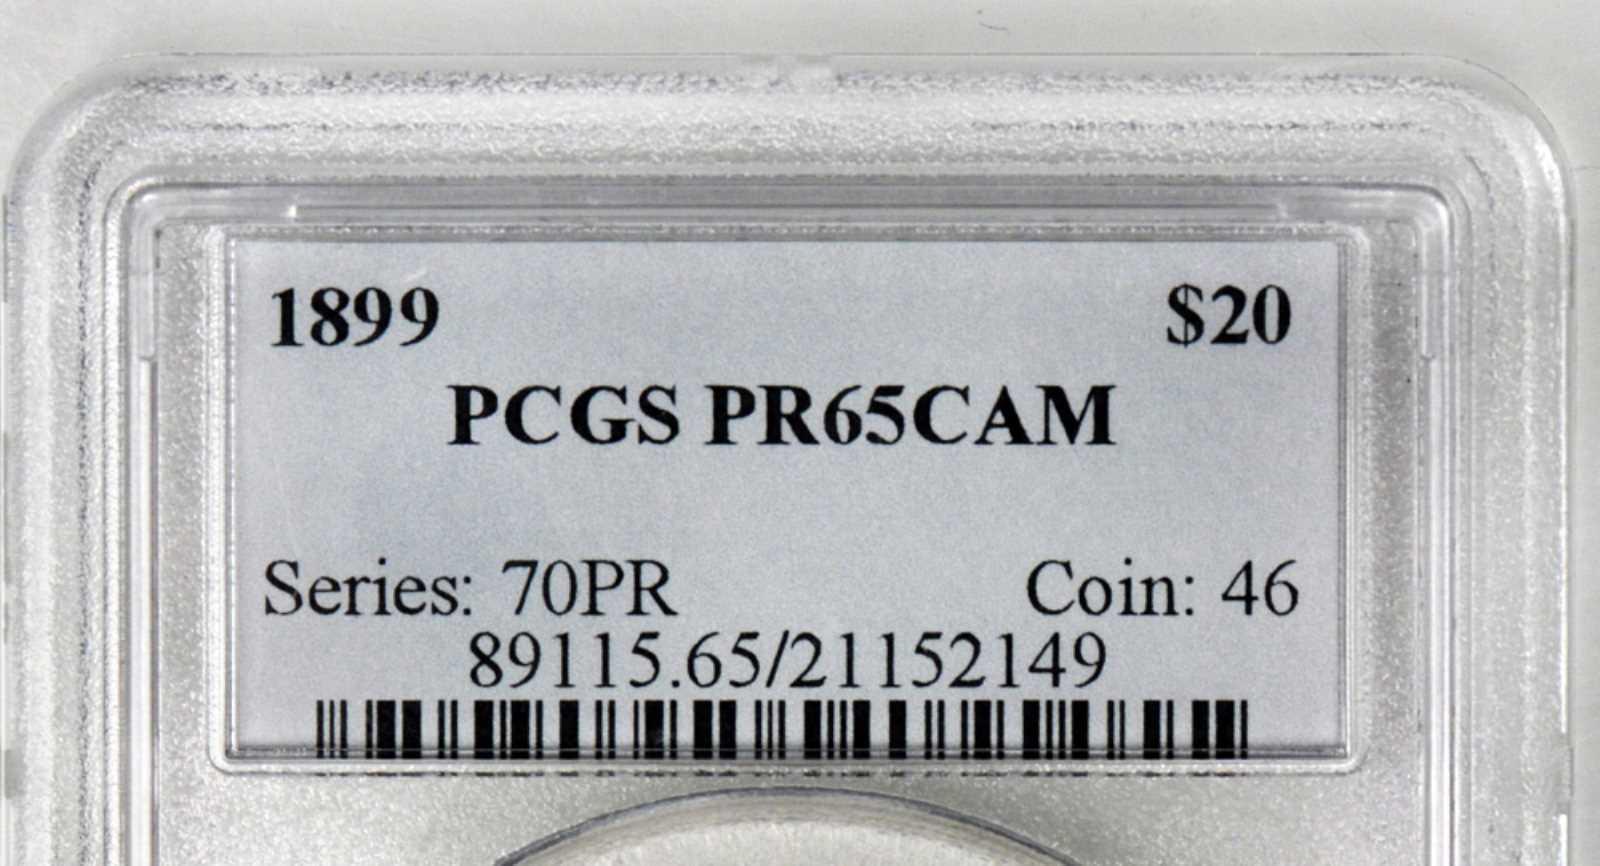 1899 $20
PCGS PR65CAM
Series: 70PR Coin: 46
89115.65/21152149